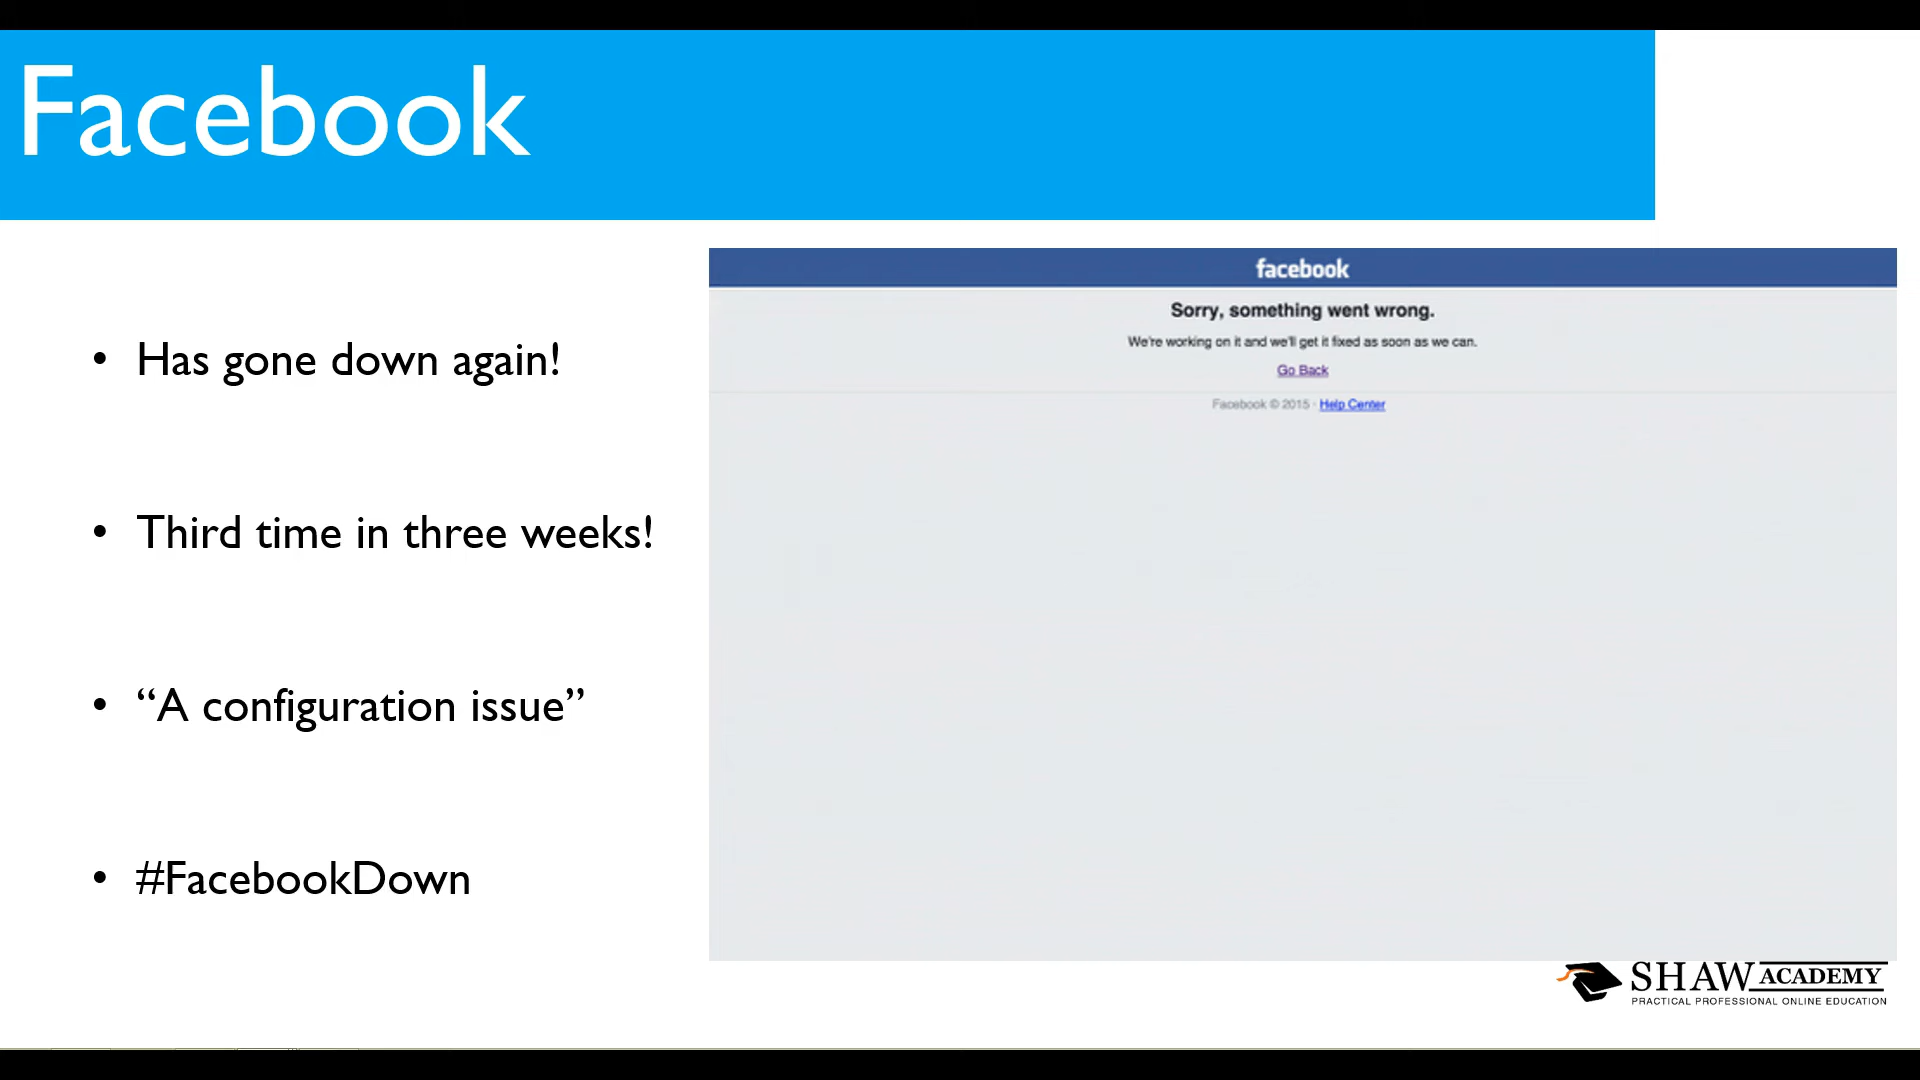 Facebook
• Has gone down again!
• Third time in three weeks!
• “A configuration issue”
• #FacebookDown
facebook
Sorry, something went wrong.
We're working on it and we'll get it fixed as soon as we can.
Go Back
Facebook © 2015 · Help Center
SHAW ACADEMY
PRACTICAL PROFESSIONAL ONLINE EDUCATION